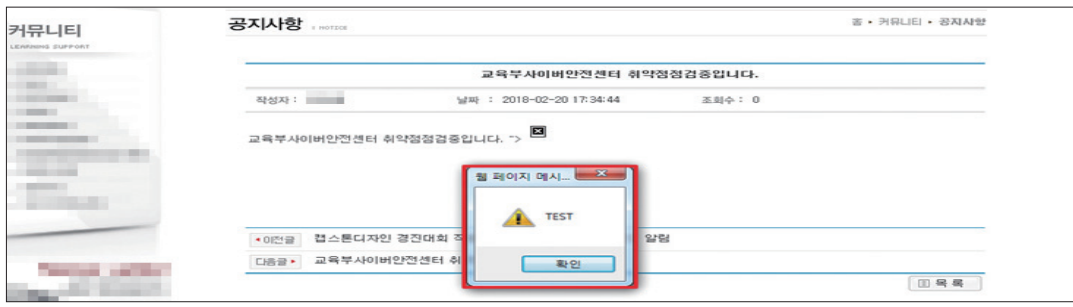 커뮤니티
LEARNING SUPPORT
공지사항 NOTICE
홈 • 커뮤니티 • 공지사항
교육부사이버안전센터 취약점점검중입니다.
작성자 : 날짜 : 2018-02-20 17:34:44 조회수 : 0
교육부사이버안전센터 취약점점검중입니다. ">
웹 페이지 메시...
TEST
확인
•이전글 캡스톤디자인 경진대회 알림
다음글• 교육부사이버안전센터 취
목록